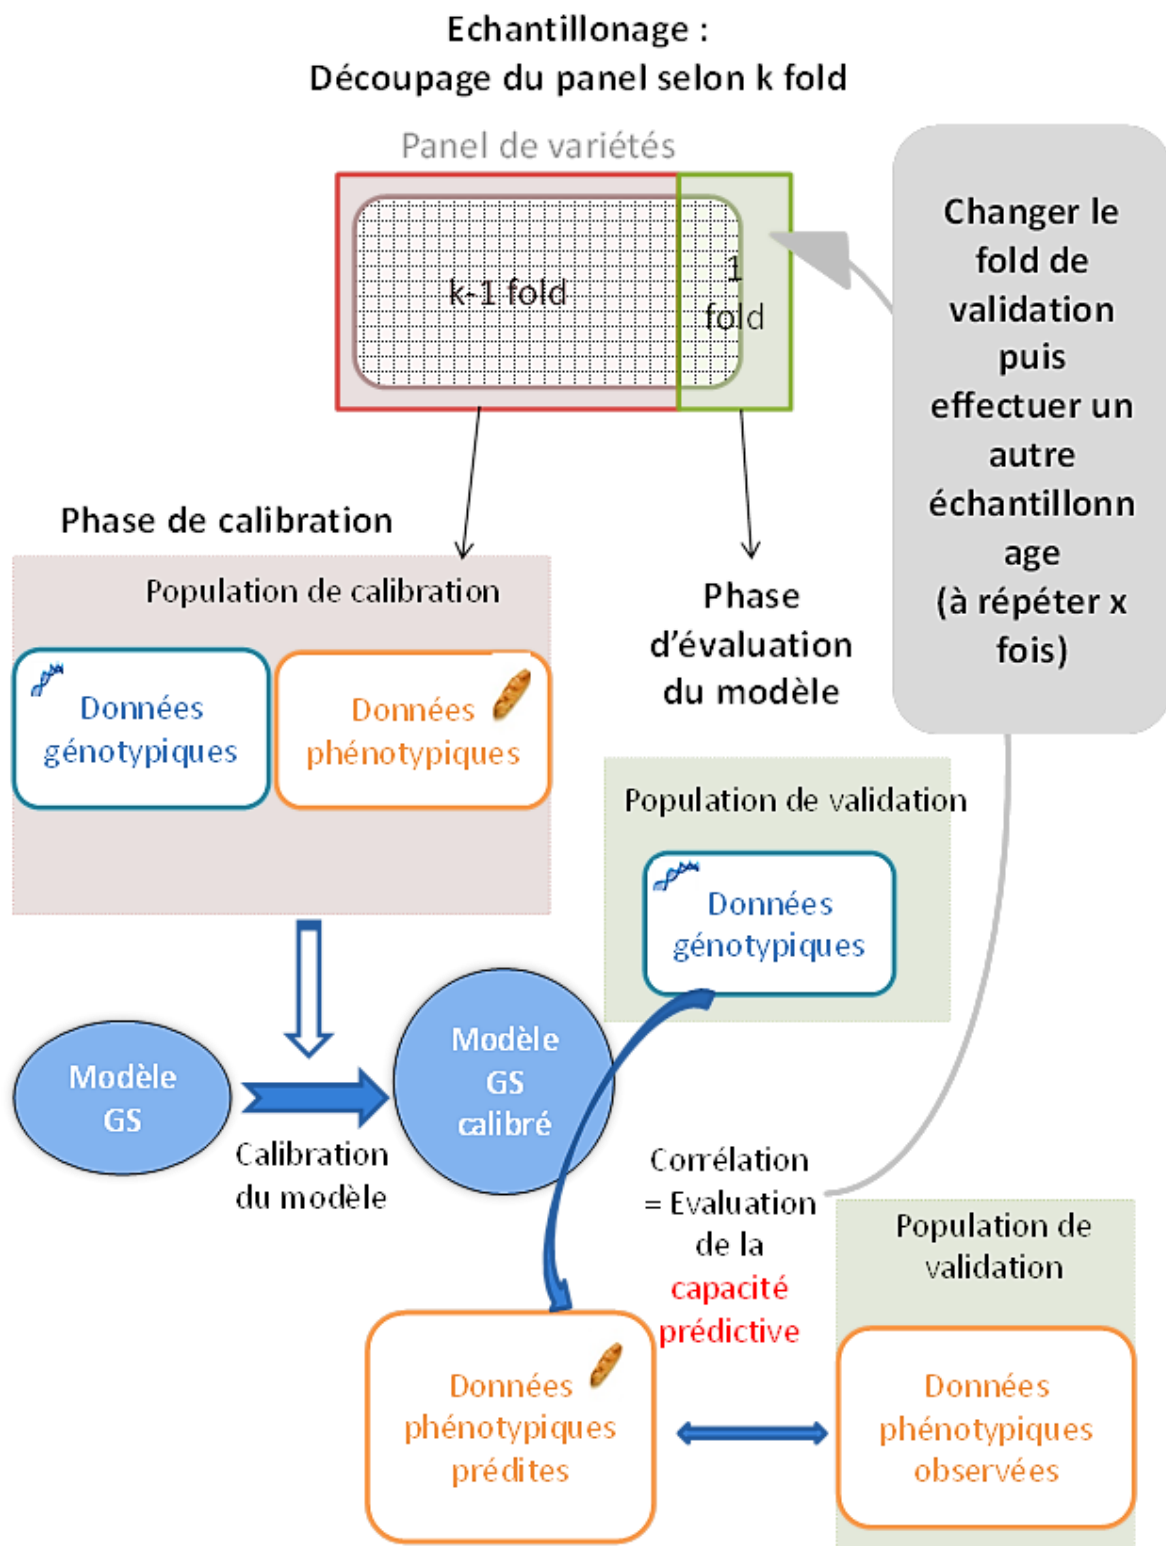 Echantillonage :
Découpage du panel selon k fold
Panel de variétés
k-1 fold
1
fold
Changer le
fold de
validation
puis
effectuer un
autre
échantillonn
age
(à répéter x
fois)
Phase de calibration
Population de calibration
Données
génotypiques
Données
phénotypiques
Phase
d’évaluation
du modèle
Population de validation
Données
génotypiques
Modèle
GS
Calibration
du modèle
Modèle
GS
calibré
Corrélation
= Evaluation
de la
capacité
prédictive
Population de
validation
Données
phénotypiques
prédites
Données
phénotypiques
observées